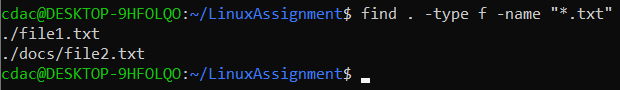 cdac@DESKTOP-9HFOLQO:~/LinuxAssignment$ find . -type f -name "*.txt"
./file1.txt
./docs/file2.txt
cdac@DESKTOP-9HFOLQO:~/LinuxAssignment$